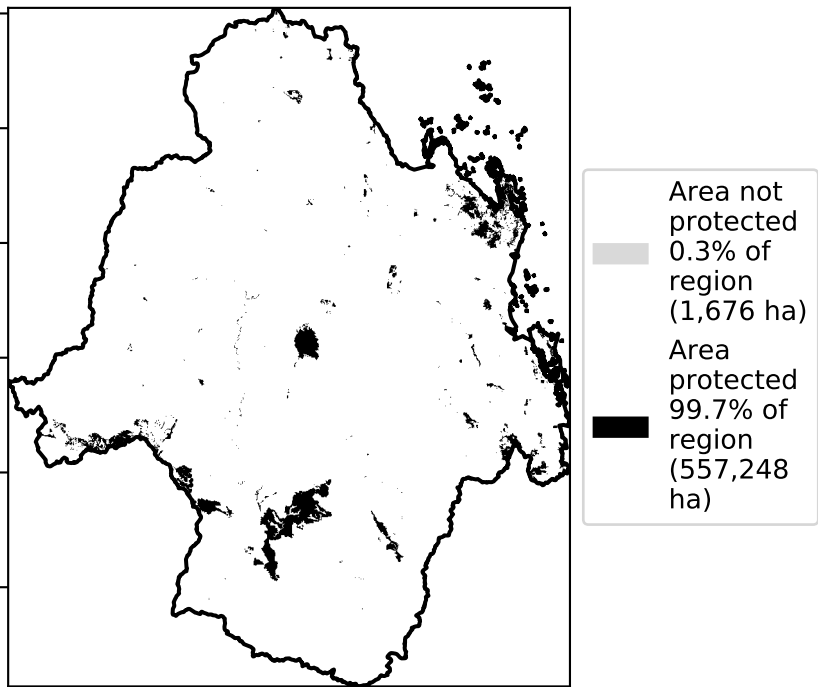 Area not
protected
0.3% of
region
(1,676 ha)
Area
protected
99.7% of
region
(557,248
ha)